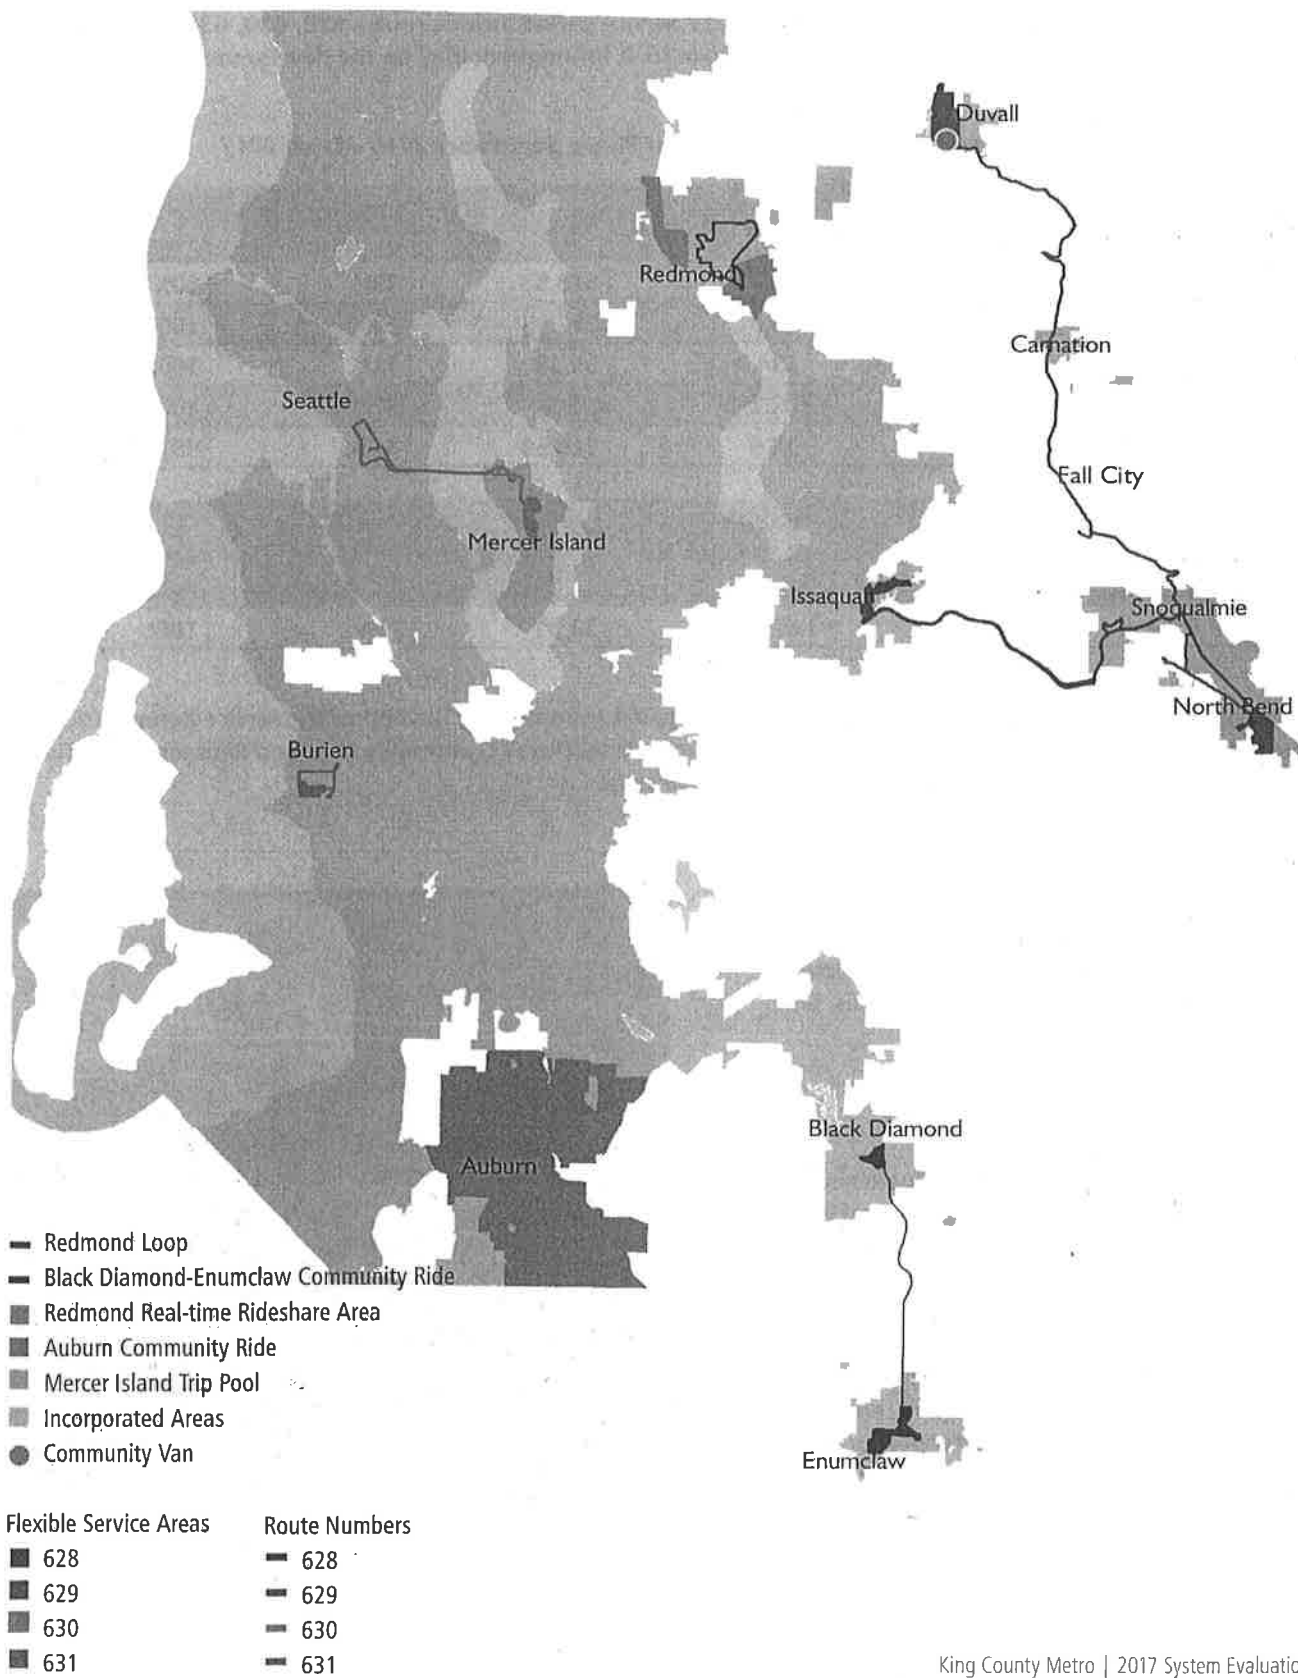 Duvall
Redmond
Carnation
Seattle
Fall City
Mercer Island
Issaquah
Snoqualmie
North Bend
Burien
Black Diamond
Auburn
Redmond Loop
Black Diamond-Enumclaw Community Ride
Redmond Real-time Rideshare Area
Auburn Community Ride
Mercer Island Trip Pool
Incorporated Areas
Community Van
Enumclaw
Flexible Service Areas
628
629
630
631
Route Numbers
628
629
630
631
King County Metro | 2017 System Evaluatio